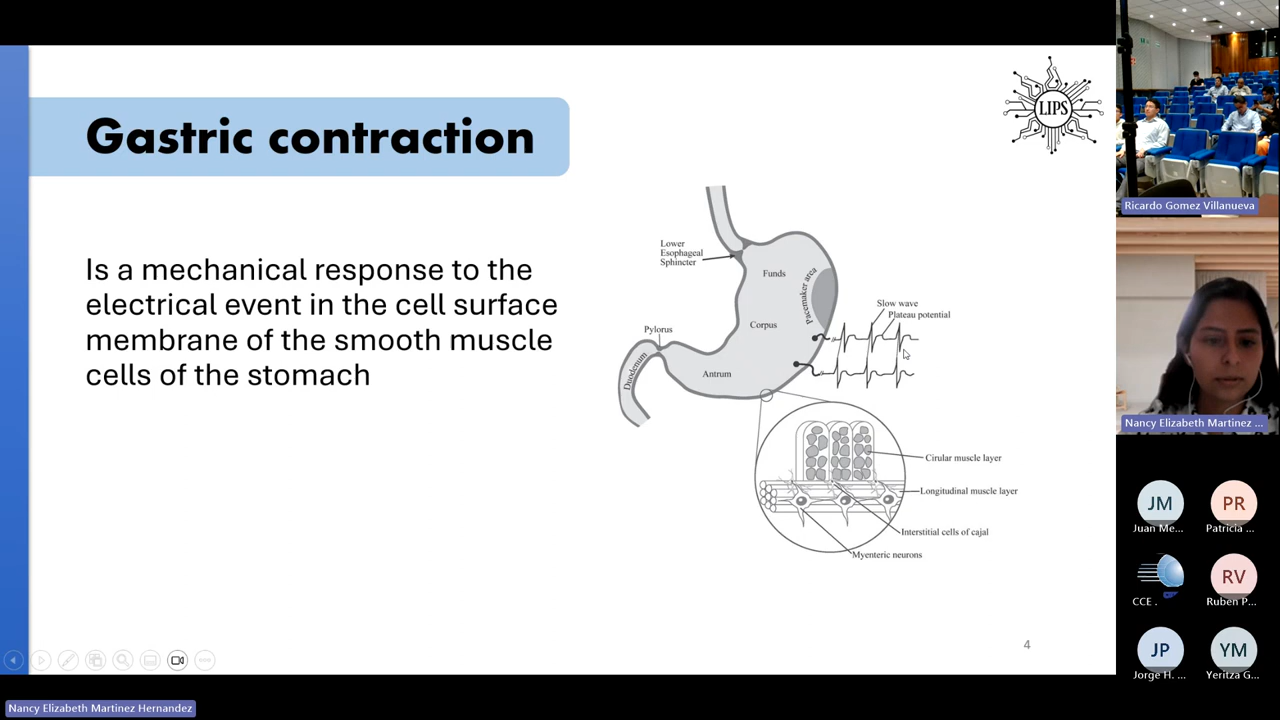 Gastric contraction
LIPS
Is a mechanical response to the
electrical event in the cell surface
membrane of the smooth muscle
cells of the stomach
Lower
Esophageal
Sphincter
Funds
Pacemaker area
Slow wave
Plateau potential
Corpus
Pylorus
Duodenum
Antrum
Cirular muscle layer
Longitudinal muscle layer
Interstitial cells of cajal
Myenteric neurons
4
Ricardo Gomez Villanueva
Nancy Elizabeth Martinez ...
JM
PR
Juan Me...
Patricia ...
RV
CCE .
Ruben P...
JP
YM
Jorge H. ...
Yeritza G...
Nancy Elizabeth Martinez Hernandez